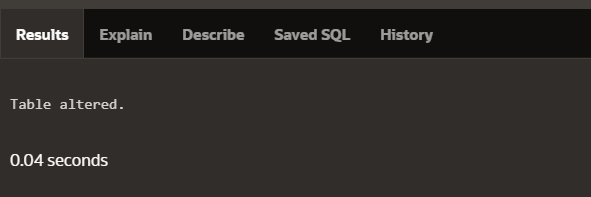 Results Explain Describe Saved SQL History
Table altered.
0.04 seconds